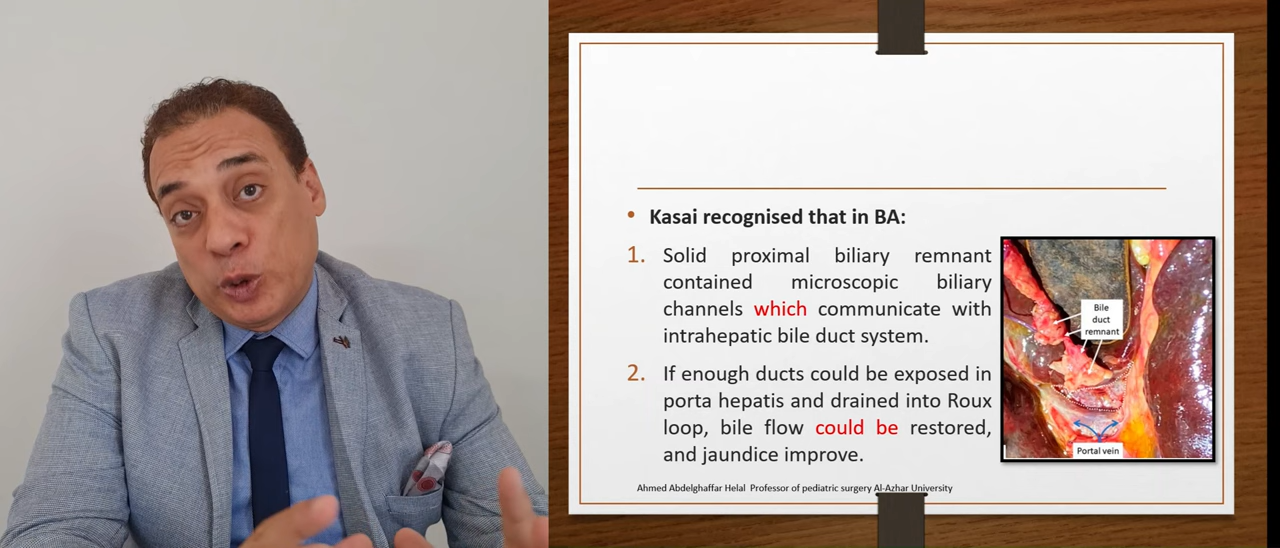 • Kasai recognised that in BA:
1. Solid proximal biliary remnant
contained microscopic biliary
channels which communicate with
intrahepatic bile duct system.
2. If enough ducts could be exposed in
porta hepatis and drained into Roux
loop, bile flow could be restored,
and jaundice improve.
Bile
duct
remnant
Portal vein
Ahmed Abdelghaffar Helal Professor of pediatric surgery Al-Azhar University